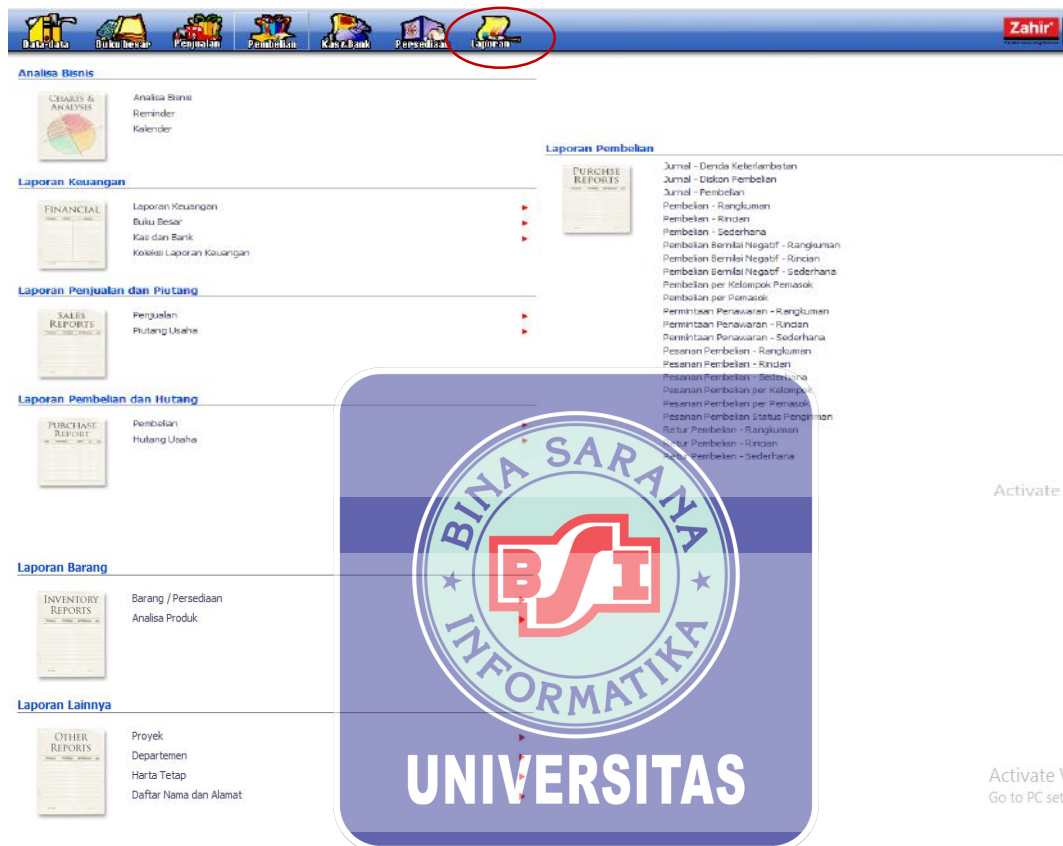 Data-data
Buku besar
Penjualan
Pembelian
Kas & Bank
Persediaan
Laporan
Zahir
Analisa Bisnis
CHARTS &
ANALYSIS
Analisa Bisnis
Reminder
Kalender
Laporan Keuangan
FINANCIAL
Laporan Keuangan
Buku Besar
Kas dan Bank
Koleksi Laporan Keuangan
Laporan Penjualan dan Piutang
SALES
REPORTS
Penjualan
Piutang Usaha
Laporan Pembelian dan Hutang
PURCHASE
REPORT
Pembelian
Hutang Usaha
Laporan Barang
INVENTORY
REPORTS
Barang / Persediaan
Analisa Produk
Laporan Lainnya
OTHER
REPORTS
Proyek
Departemen
Harta Tetap
Daftar Nama dan Alamat
Laporan Pembelian
PURCHSE
REPORTS
Jurnal - Denda Keterlambatan
Jurnal - Diskon Pembelian
Jurnal - Pembelian
Pembelian - Rangkuman
Pembelian - Rincian
Pembelian - Sederhana
Pembelian Bernilai Negatif - Rangkuman
Pembelian Bernilai Negatif - Rincian
Pembelian Bernilai Negatif - Sederhana
Pembelian per Kelompok Pemasok
Pembelian per Pemasok
Permintaan Penawaran - Rangkuman
Permintaan Penawaran - Rincian
Permintaan Penawaran - Sederhana
Pesanan Pembelian - Rangkuman
Pesanan Pembelian - Rincian
Pesanan Pembelian - Sederhana
Pesanan Pembelian per Kelompok
Pesanan Pembelian per Pemasok
Pesanan Pembelian Status Pengiriman
Retur Pembelian - Rangkuman
Retur Pembelian - Rincian
Retur Pembelian - Sederhana
BINA SARANA
BSI
INFORMATIKA
UNIVERSITAS
Activate
Activate W
Go to PC set